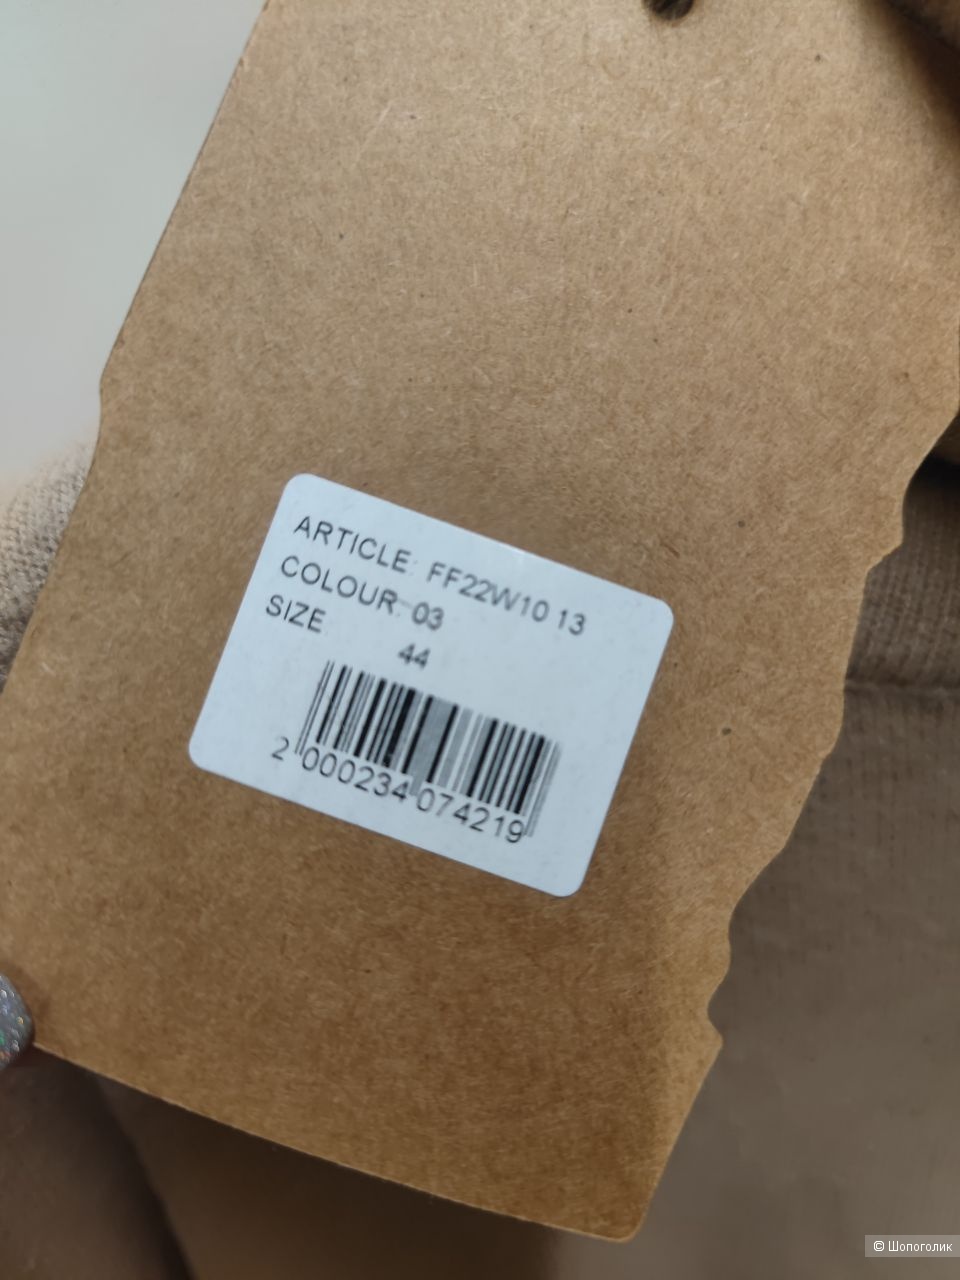 ARTICLE: FF22W10 13
COLOUR: 03
SIZE
44
2 000234 074219
© Шопоголик